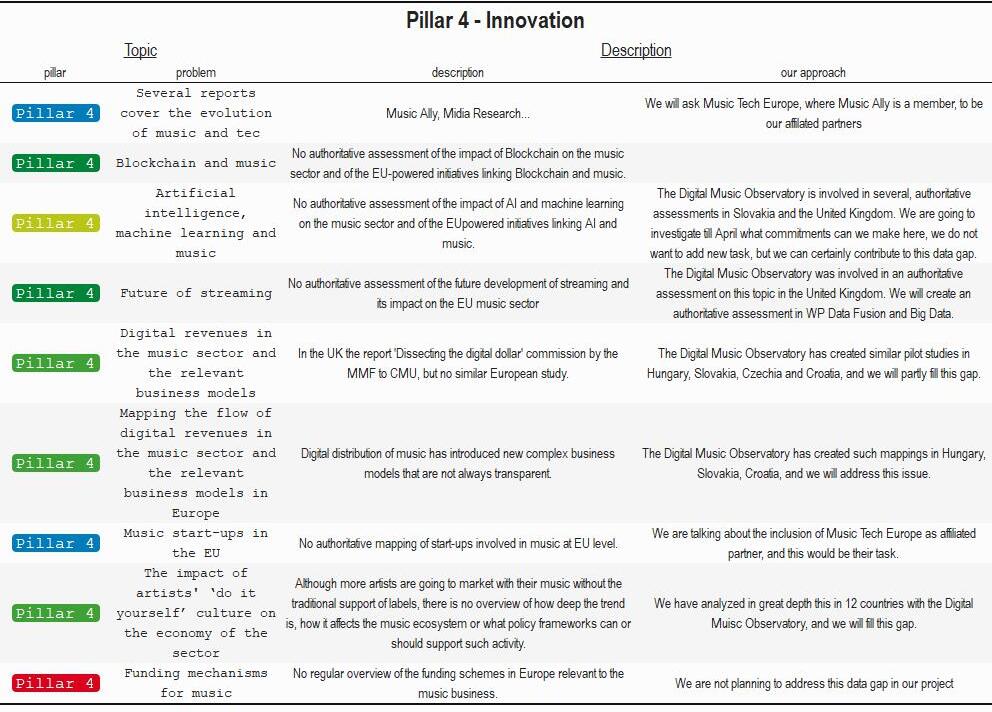 Pillar 4 - Innovation
Topic
Description
pillar
problem
description
our approach
Pillar 4
Several reports
cover the evolution
of music and tec
Music Ally, Midia Research...
We will ask Music Tech Europe, where Music Ally is a member, to be
our affilated partners
Pillar 4
Blockchain and music
No authoritative assessment of the impact of Blockchain on the music
sector and of the EU-powered initiatives linking Blockchain and music.
Pillar 4
Artificial
intelligence,
machine learning and
music
No authoritative assessment of the impact of AI and machine learning
on the music sector and of the EUpowered initiatives linking AI and
music.
The Digital Music Observatory is involved in several, authoritative
assessments in Slovakia and the United Kingdom. We are going to
investigate till April what commitments can we make here, we do not
want to add new task, but we can certainly contribute to this data gap.
Pillar 4
Future of streaming
No authoritative assessment of the future development of streaming and
its impact on the EU music sector
The Digital Music Observatory was involved in an authoritative
assessment on this topic in the United Kingdom. We will create an
authoritative assessment in WP Data Fusion and Big Data.
Pillar 4
Digital revenues in
the music sector and
the relevant
business models
In the UK the report 'Dissecting the digital dollar' commission by the
MMF to CMU, but no similar European study.
The Digital Music Observatory has created similar pilot studies in
Hungary, Slovakia, Czechia and Croatia, and we will partly fill this gap.
Pillar 4
Mapping the flow of
digital revenues in
the music sector and
the relevant
business models in
Europe
Digital distribution of music has introduced new complex business
models that are not always transparent.
The Digital Music Observatory has created such mappings in Hungary,
Slovakia, Croatia, and we will address this issue.
Pillar 4
Music start-ups in
the EU
No authoritative mapping of start-ups involved in music at EU level.
We are talking about the inclusion of Music Tech Europe as affiliated
partner, and this would be their task.
Pillar 4
The impact of
artists' ‘do it
yourself’ culture on
the economy of the
sector
Although more artists are going to market with their music without the
traditional support of labels, there is no overview of how deep the trend
is, how it affects the music ecosystem or what policy frameworks can or
should support such activity.
We have analyzed in great depth this in 12 countries with the Digital
Muisc Observatory, and we will fill this gap.
Pillar 4
Funding mechanisms
for music
No regular overview of the funding schemes in Europe relevant to the
music business.
We are not planning to address this data gap in our project